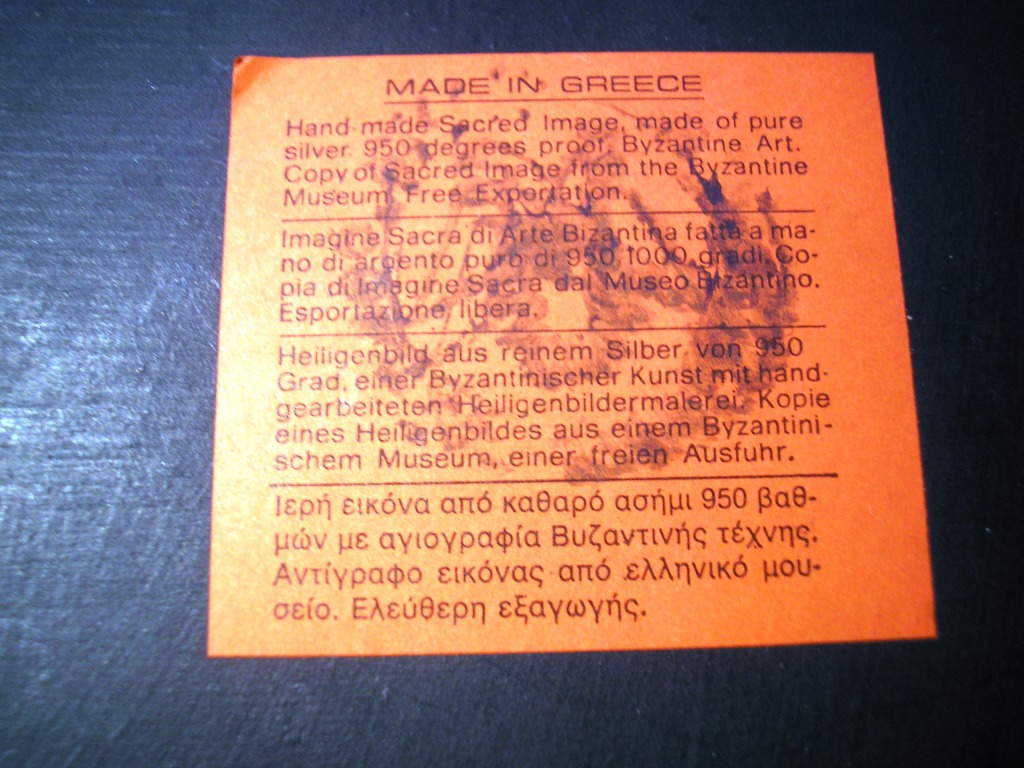 MADE IN GREECE
Hand-made Sacred Image, made of pure
silver 950 degrees proof. Byzantine Art.
Copy of Sacred Image from the Byzantine
Museum. Free Exportation.
Imagine Sacra di Arte Bizantina fatta a ma-
no di argento puro di 950 1000 gradi. Co-
pia di Imagine Sacra dal Museo Bizantino.
Esportazione libera.
Heiligenbild aus reinem Silber von 950
Grad, einer Byzantinischer Kunst mit hand-
gearbeiteten Heiligenbildermalerei. Kopie
eines Heiligenbildes aus einem Byzantini-
schem Museum, einer freien Ausfuhr.
Ιερή εικόνα από καθαρό ασήμι 950 βαθ-
μών με αγιογραφία Βυζαντινής τέχνης.
Αντίγραφο εικόνας από ελληνικό μου-
σείο. Ελεύθερη εξαγωγής.